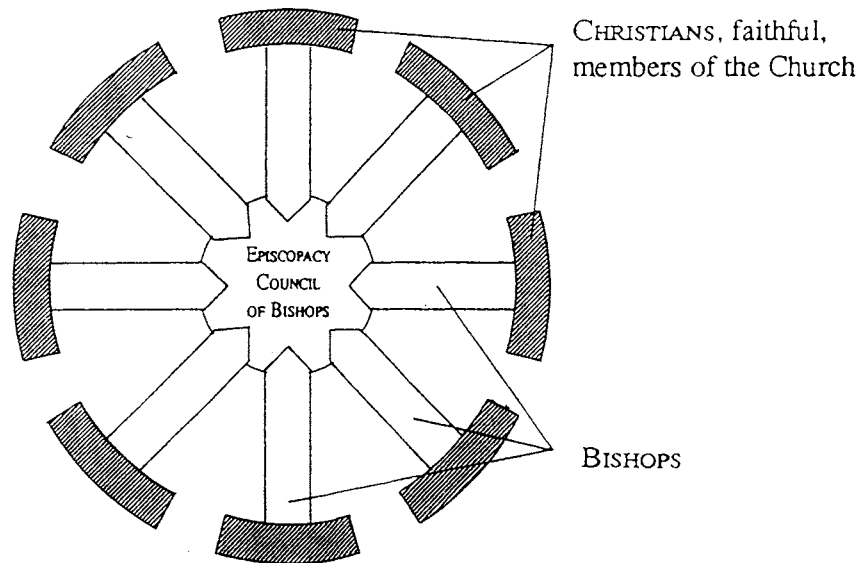 CHRISTIANS, faithful,
members of the Church
EPISCOPACY
COUNCIL
OF BISHOPS
BISHOPS